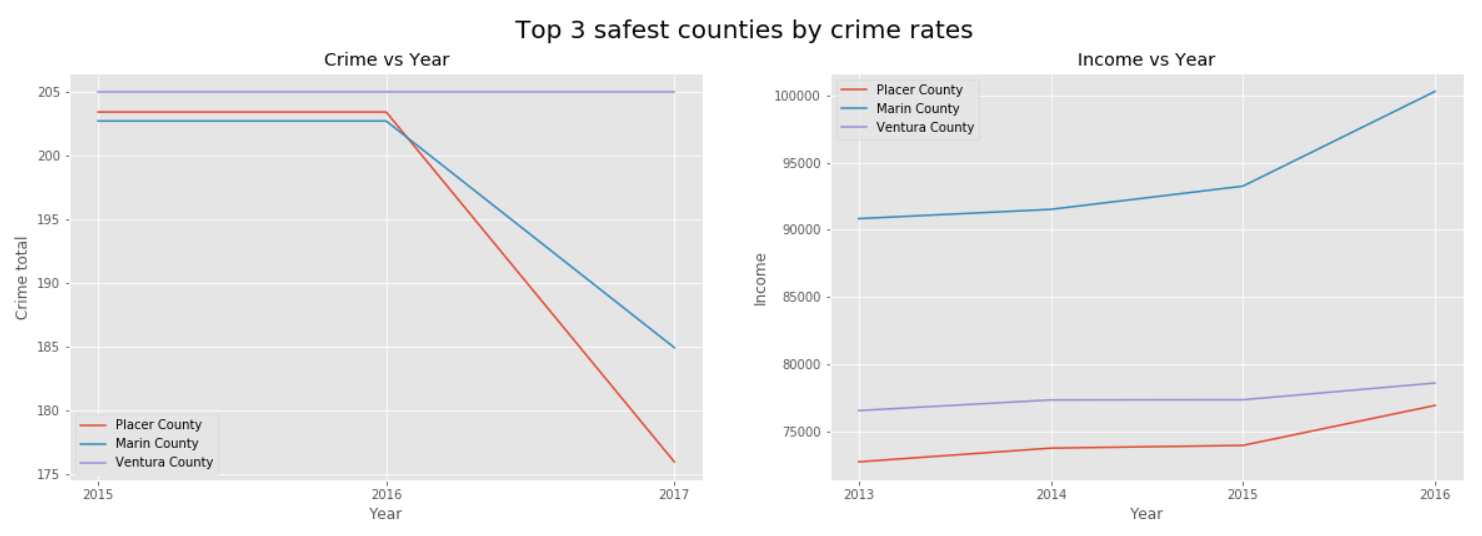 Top 3 safest counties by crime rates
Crime vs Year
205
200
195
190
185
180
175
Crime total
Placer County
Marin County
Ventura County
2015 2016 2017
Year
Income vs Year
100000
95000
90000
85000
80000
75000
Income
Placer County
Marin County
Ventura County
2013 2014 2015 2016
Year